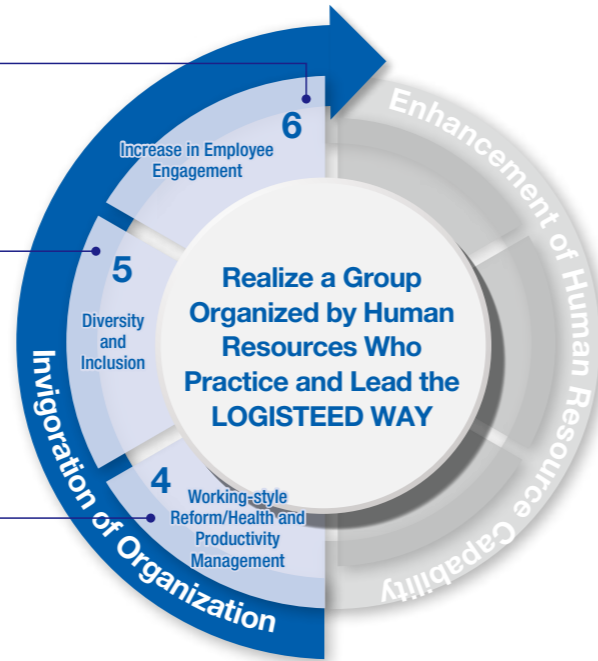 6
Increase in Employee
Engagement
5
Diversity
and
Inclusion
4
Working-style
Reform/Health and
Productivity
Management
Invigoration of Organization
Realize a Group
Organized by Human
Resources Who
Practice and Lead the
LOGISTEED WAY
Enhancement of Human Resource Capability